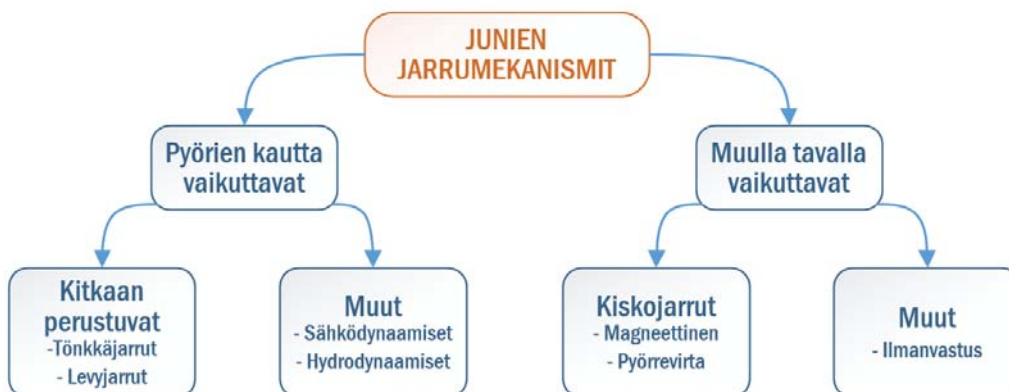 JUNIEN
JARRUMEKANISMIT
Pyörien kautta
vaikuttavat
Muulla tavalla
vaikuttavat
Kitkaan
perustuvat
-Tönkkäjarrut
- Levyjarrut
Muut
- Sähködynaamiset
- Hydrodynaamiset
Kiskojarrut
- Magneettinen
- Pyörrevirta
Muut
- Ilmanvastus